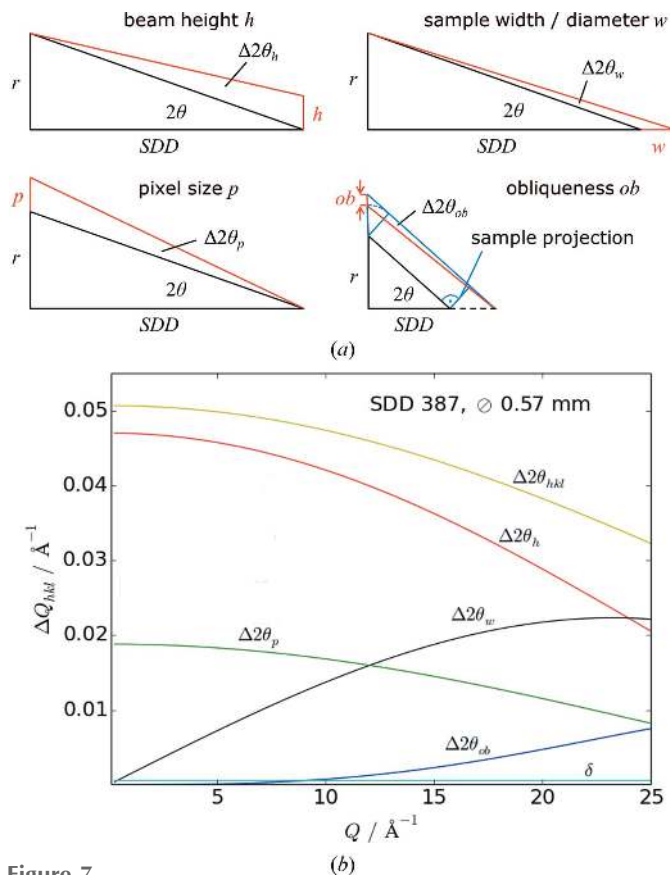 beam height h
sample width / diameter w
Δ2θh
Δ2θw
r
2θ
h
SDD
r
2θ
SDD
w
pixel size p
obliqueness ob
p
Δ2θp
r
2θ
SDD
ob
Δ2θob
sample projection
r
2θ
SDD
(a)
SDD 387, ⌀ 0.57 mm
0.05
0.04
0.03
0.02
0.01
ΔQhkl / Å⁻¹
Δ2θhkl
Δ2θh
Δ2θw
Δ2θp
Δ2θob
δ
5
10
15
20
25
Q / Å⁻¹
(b)
Figure 7